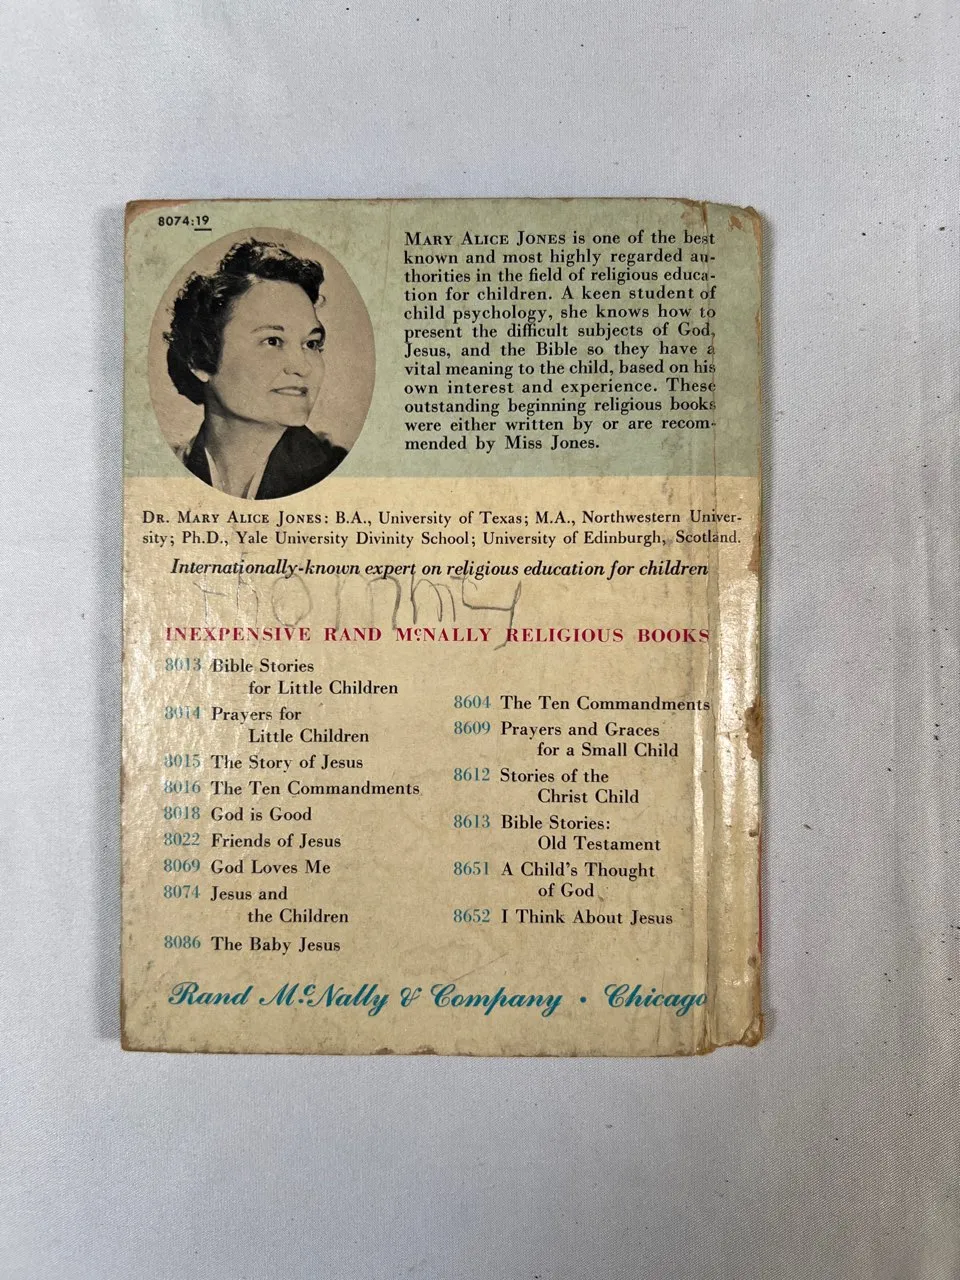 8074:19
MARY ALICE JONES is one of the best
known and most highly regarded au-
thorities in the field of religious educa-
tion for children. A keen student of
child psychology, she knows how to
present the difficult subjects of God,
Jesus, and the Bible so they have a
vital meaning to the child, based on his
own interest and experience. These
outstanding beginning religious books
were either written by or are recom-
mended by Miss Jones.
DR. MARY ALICE JONES: B.A., University of Texas; M.A., Northwestern Univer-
sity; Ph.D., Yale University Divinity School; University of Edinburgh, Scotland.
Internationally-known expert on religious education for children
INEXPENSIVE RAND McNALLY RELIGIOUS BOOKS
8013 Bible Stories
for Little Children
8014 Prayers for
Little Children
8015 The Story of Jesus
8016 The Ten Commandments
8018 God is Good
8022 Friends of Jesus
8069 God Loves Me
8074 Jesus and
the Children
8086 The Baby Jesus
8604 The Ten Commandments
8609 Prayers and Graces
for a Small Child
8612 Stories of the
Christ Child
8613 Bible Stories:
Old Testament
8651 A Child's Thought
of God
8652 I Think About Jesus
Rand McNally & Company • Chicago